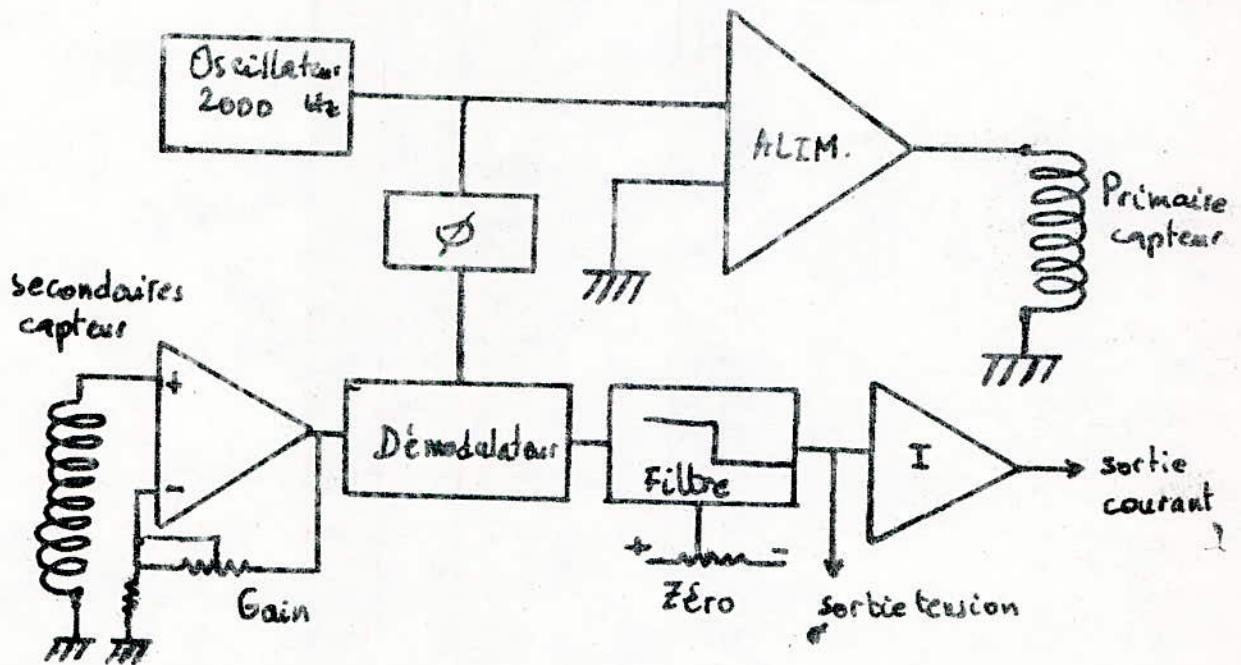 Oscillateur
2000 Hz
ALIM.
Primaire
capteur
Ø
secondaires
capteur
+
-
Gain
Démodulateur
Filtre
+ -
Zéro
I
sortie
courant
sortie tension